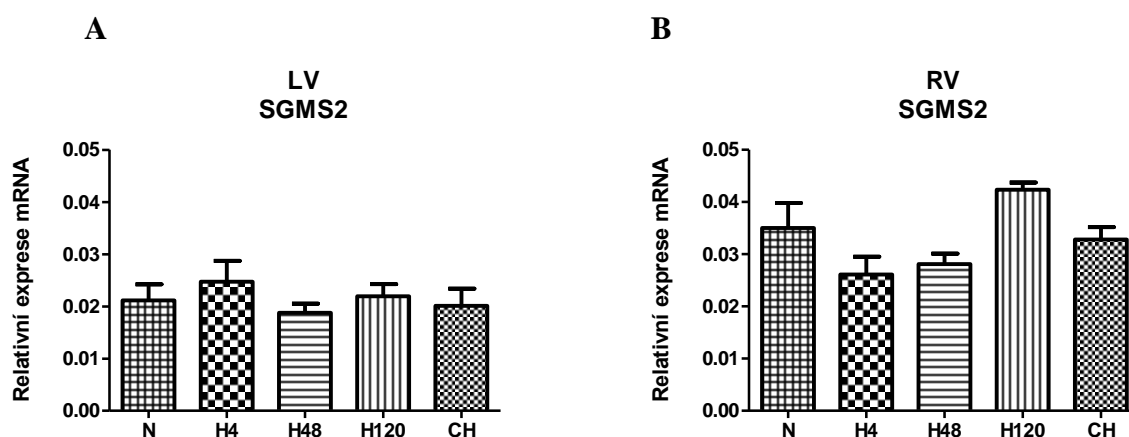 A
LV
SGMS2
Relativní exprese mRNA
0.05
0.04
0.03
0.02
0.01
0.00
N H4 H48 H120 CH
B
RV
SGMS2
Relativní exprese mRNA
0.05
0.04
0.03
0.02
0.01
0.00
N H4 H48 H120 CH